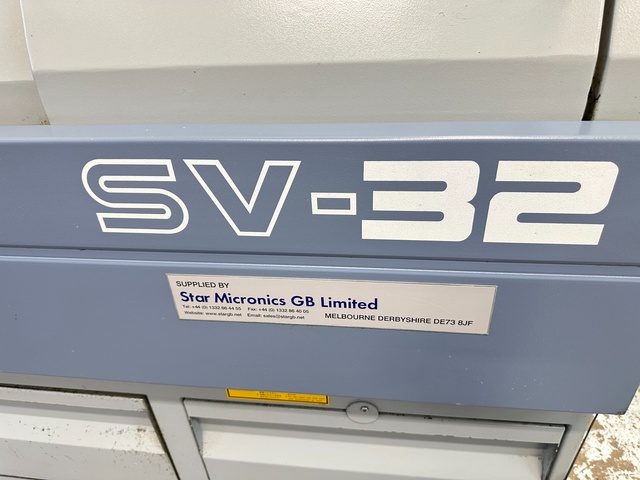 SV-32
SUPPLIED BY
Star Micronics GB Limited
Tel: +44 (0) 1332 86 44 55 Fax: +44 (0) 1332 86 40 05
Website: www.stargb.net Email: sales@stargb.net
MELBOURNE DERBYSHIRE DE73 8JF